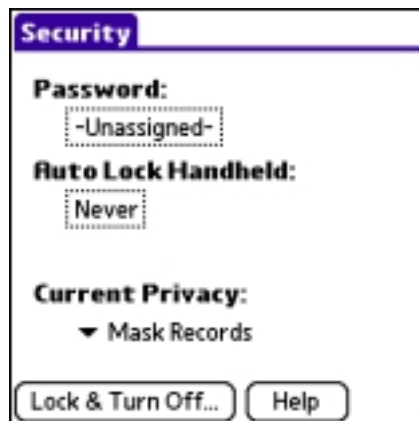 Security
Password:
-Unassigned-
Auto Lock Handheld:
Never
Current Privacy:
Mask Records
Lock & Turn Off... Help